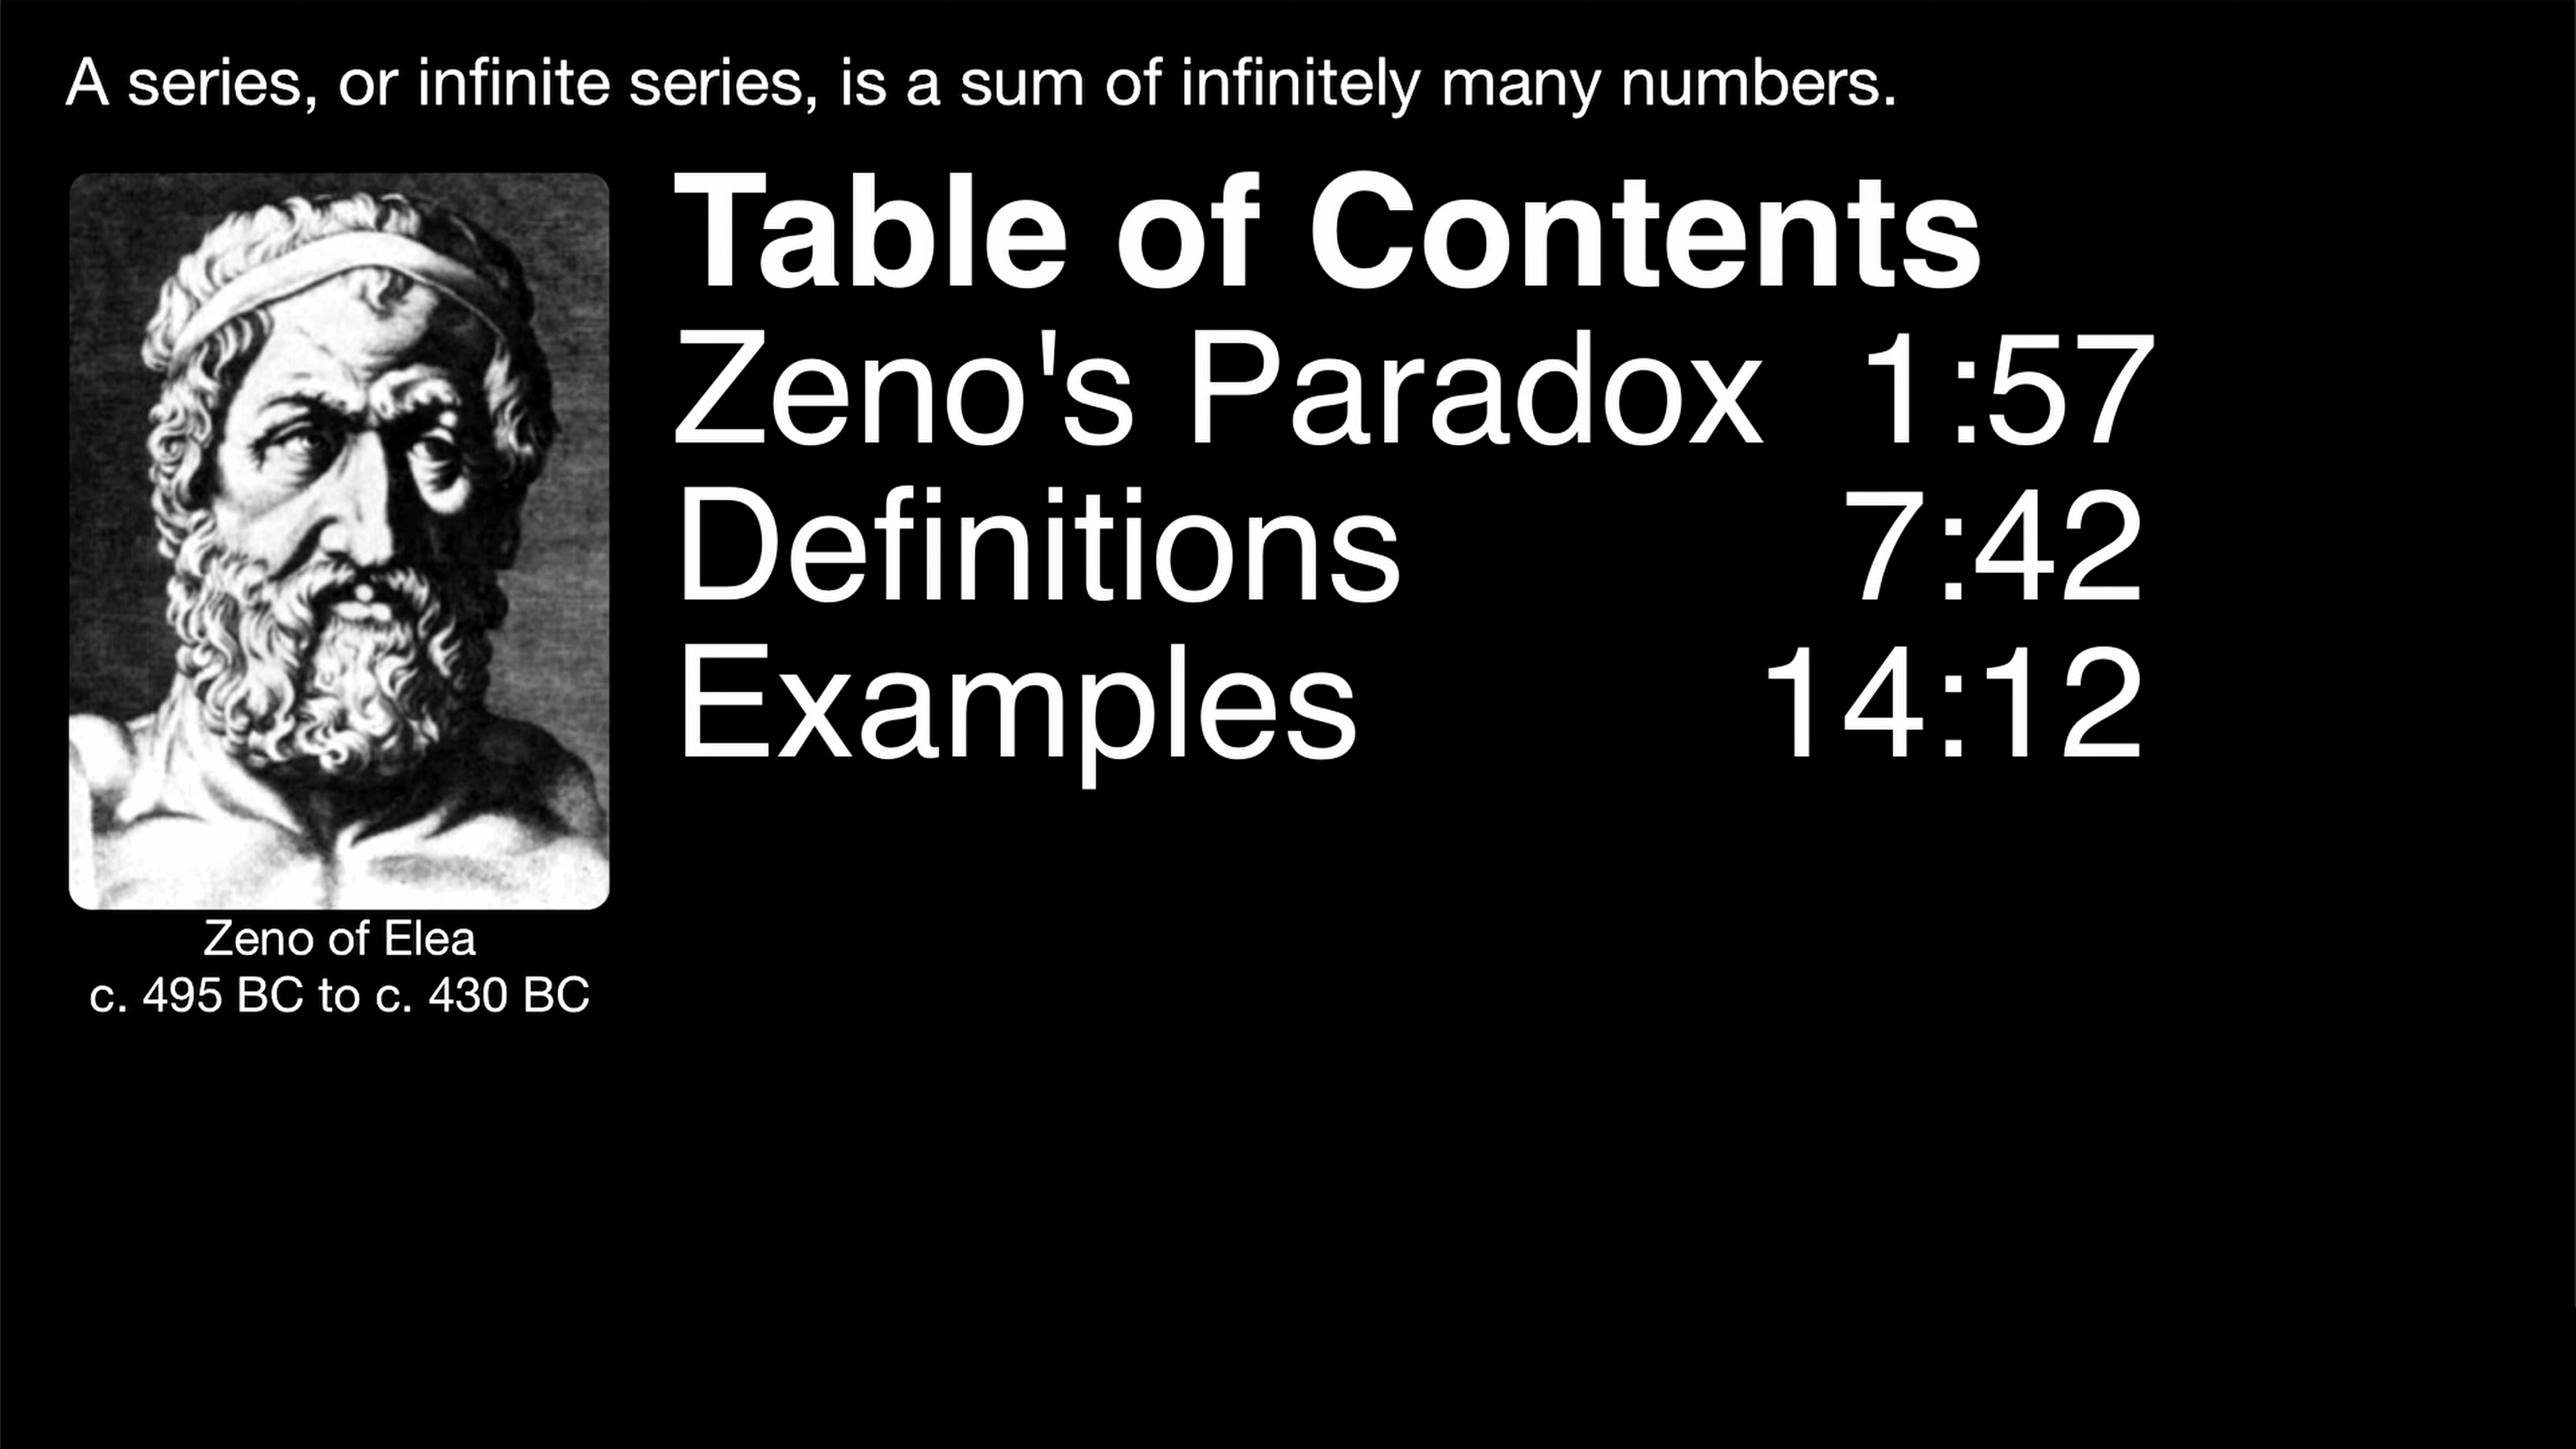 A series, or infinite series, is a sum of infinitely many numbers.
Table of Contents
Zeno's Paradox 1:57
Definitions 7:42
Examples 14:12
Zeno of Elea
c. 495 BC to c. 430 BC